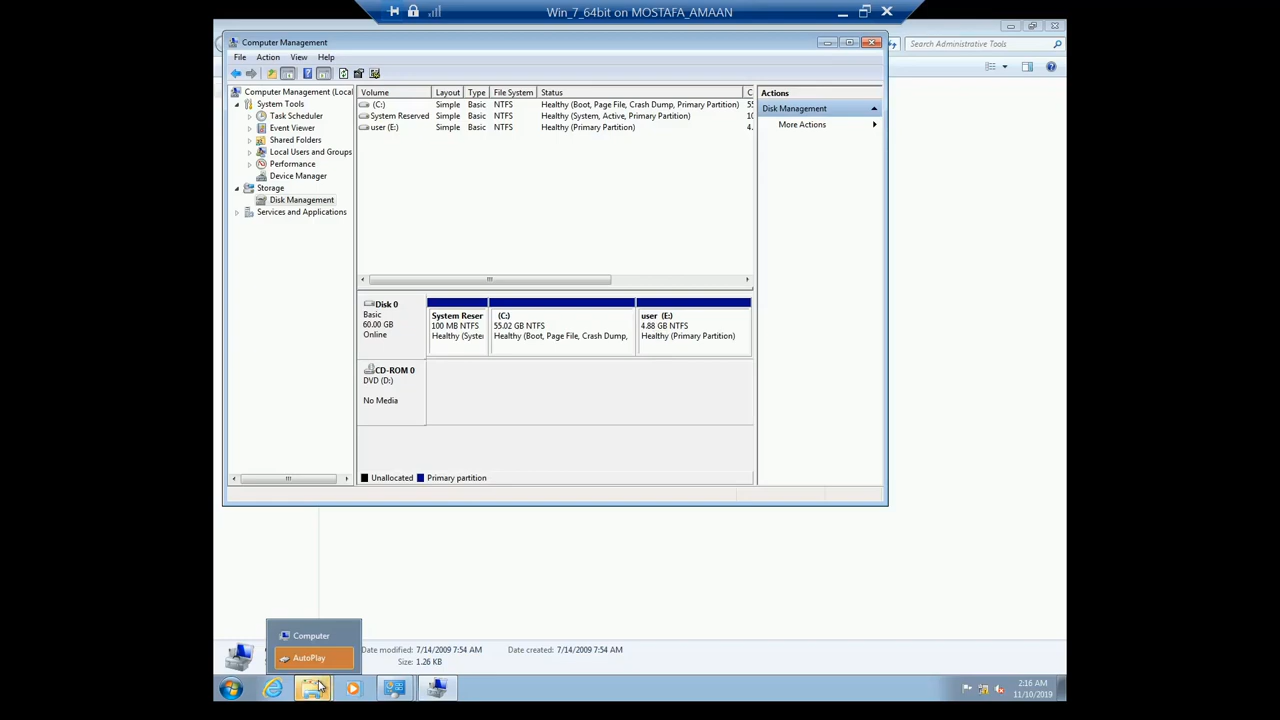 Win_7_64bit on MOSTAFA_AMAAN
Search Administrative Tools
Computer Management
File Action View Help
Computer Management (Local
System Tools
Task Scheduler
Event Viewer
Shared Folders
Local Users and Groups
Performance
Device Manager
Storage
Disk Management
Services and Applications
Volume Layout Type File System Status C
(C:) Simple Basic NTFS Healthy (Boot, Page File, Crash Dump, Primary Partition)
System Reserved Simple Basic NTFS Healthy (System, Active, Primary Partition)
user (E:) Simple Basic NTFS Healthy (Primary Partition)
Actions
Disk Management
More Actions
Disk 0
Basic
60.00 GB
Online
System Reser
100 MB NTFS
Healthy (Syste
(C:)
55.02 GB NTFS
Healthy (Boot, Page File, Crash Dump,
user (E:)
4.88 GB NTFS
Healthy (Primary Partition)
CD-ROM 0
DVD (D:)
No Media
Unallocated Primary partition
Computer
AutoPlay
Date modified: 7/14/2009 7:54 AM Date created: 7/14/2009 7:54 AM
Size: 1.26 KB
2:16 AM
11/10/2019